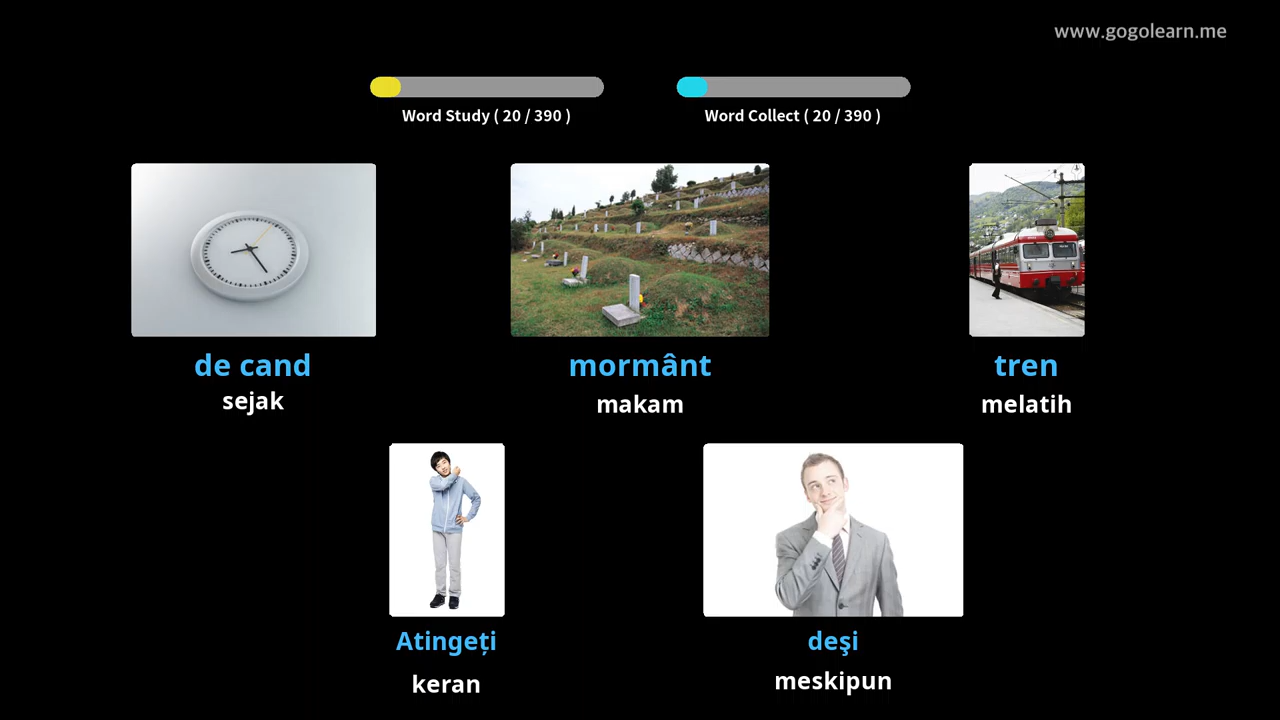 www.gogolearn.me
Word Study ( 20 / 390 )
Word Collect ( 20 / 390 )
de cand
sejak
mormânt
makam
tren
melatih
Atingeți
keran
deşi
meskipun